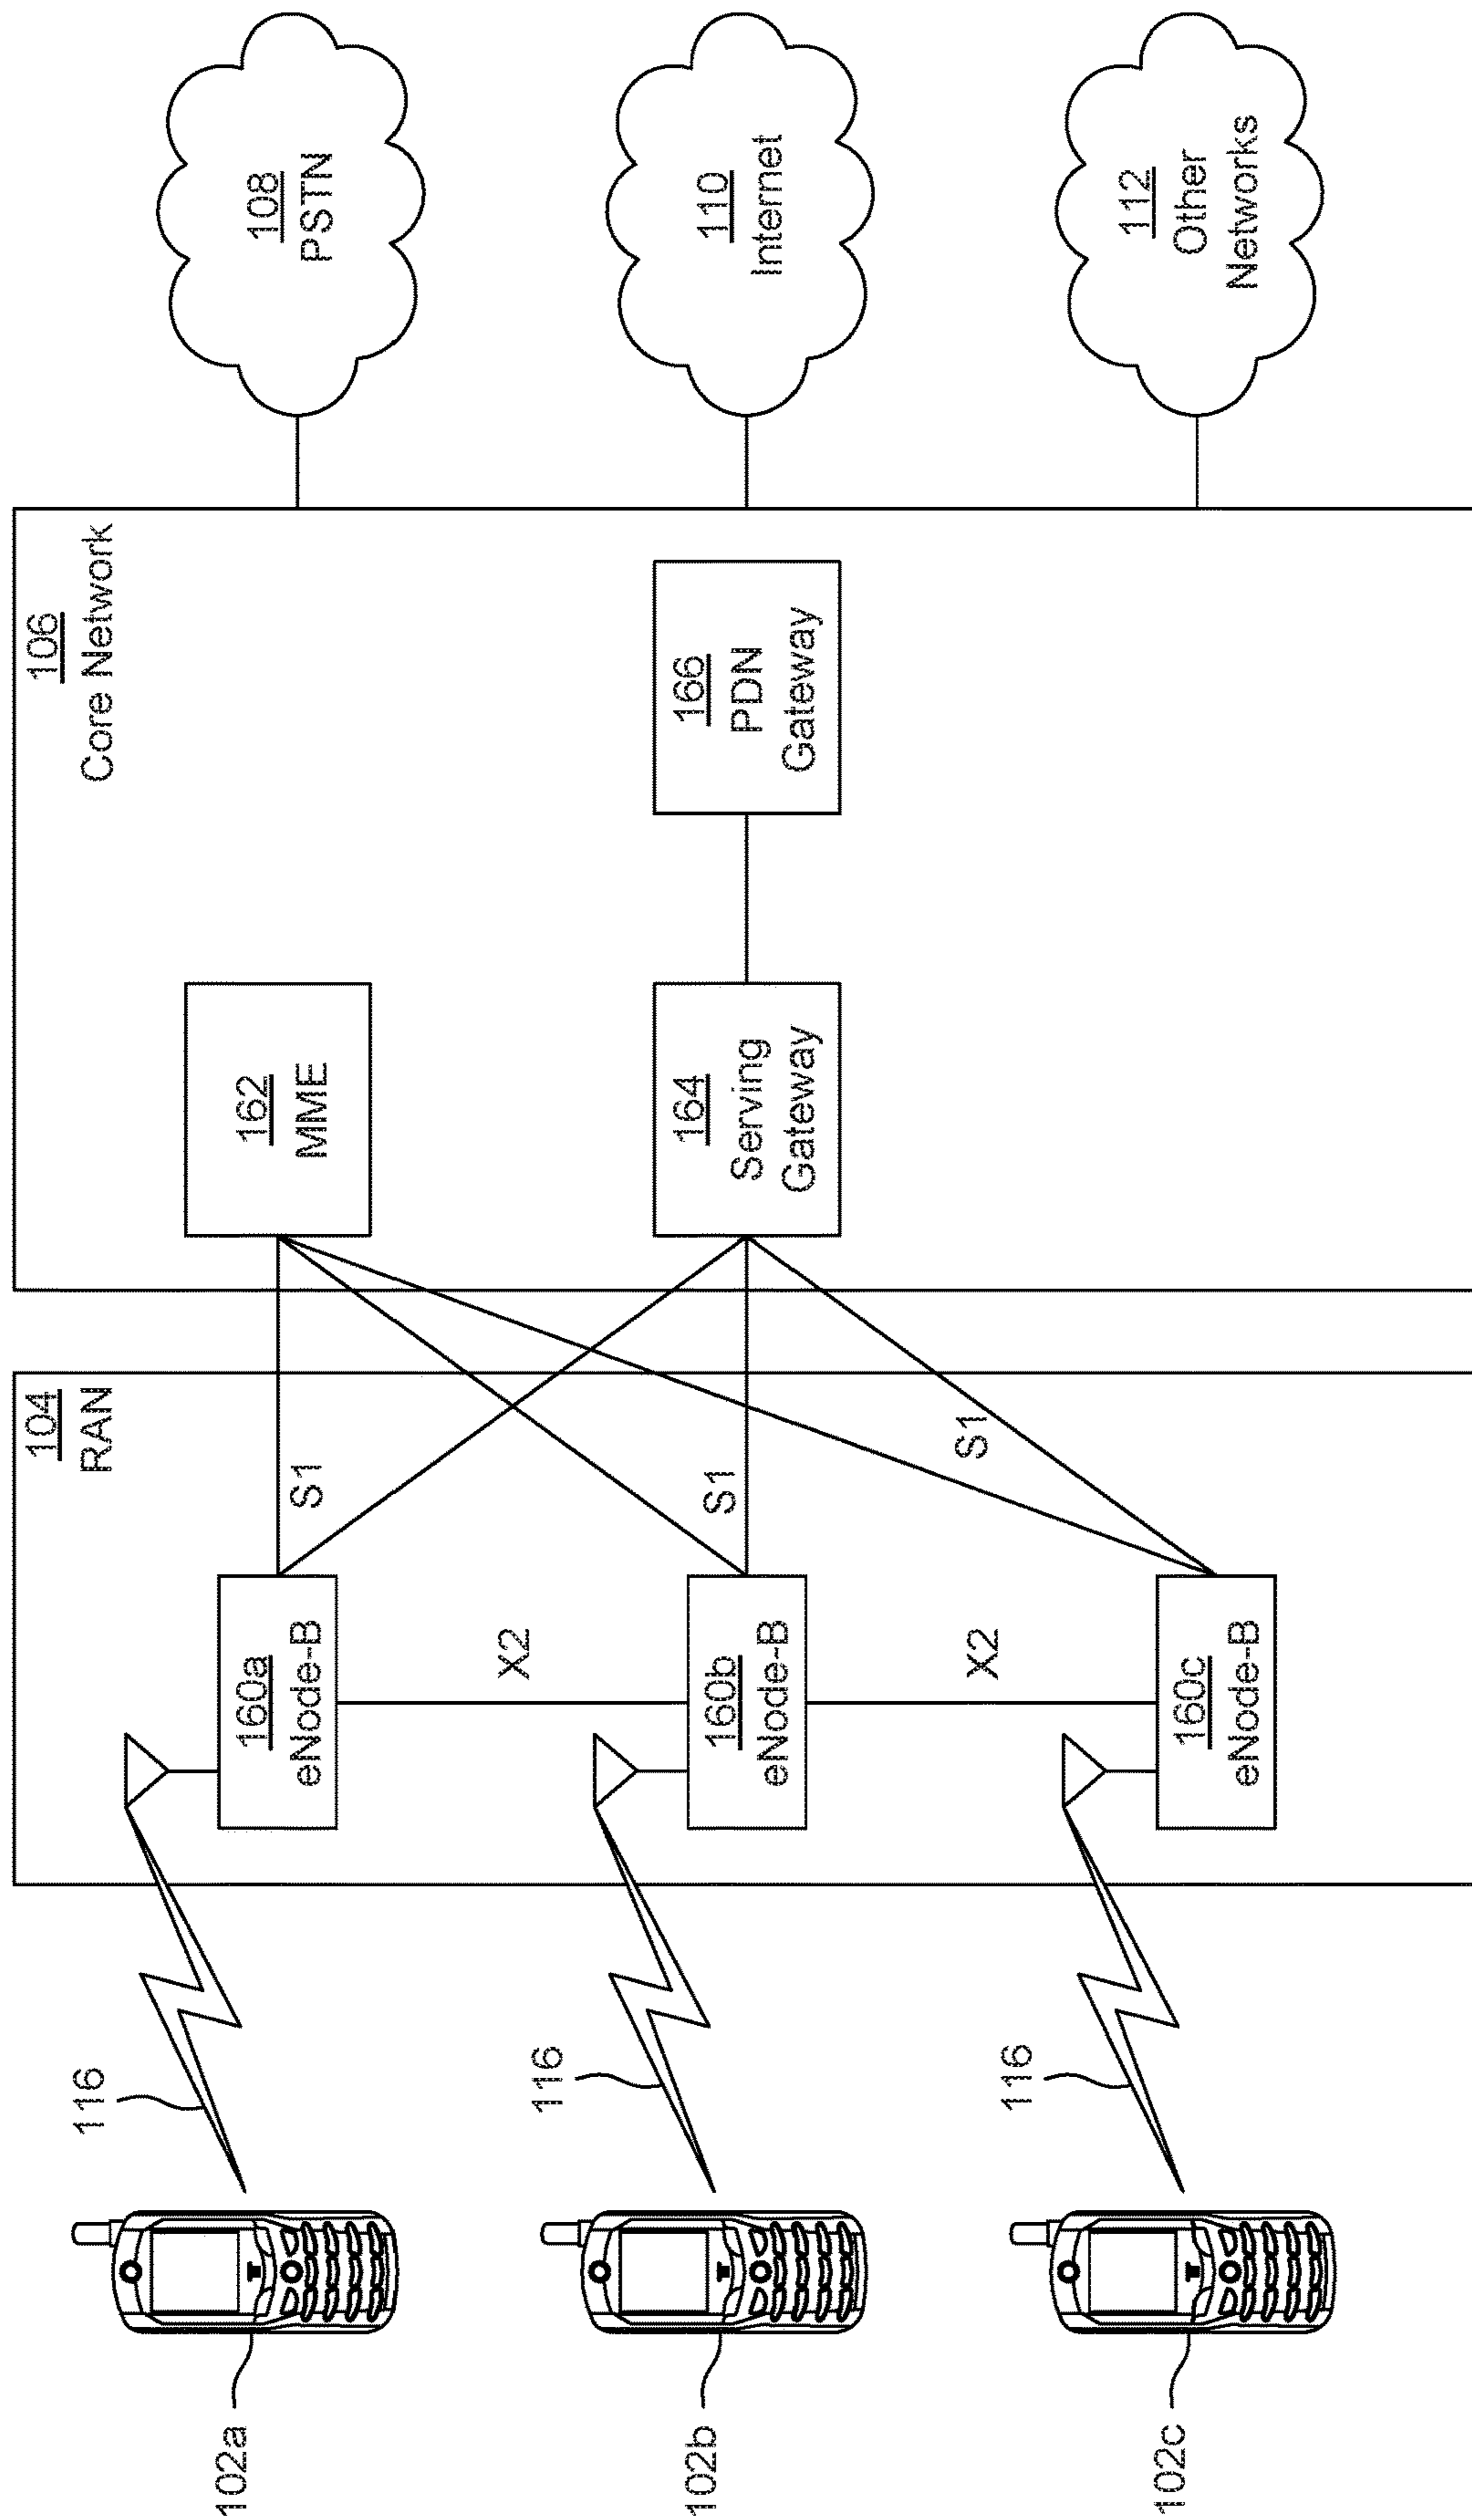 102a
116
102b
116
102c
116
104
RAN
160a
eNode-B
S1
X2
160b
eNode-B
S1
X2
160c
eNode-B
S1
106
Core Network
162
MME
164
Serving
Gateway
166
PDN
Gateway
108
PSTN
110
Internet
112
Other
Networks